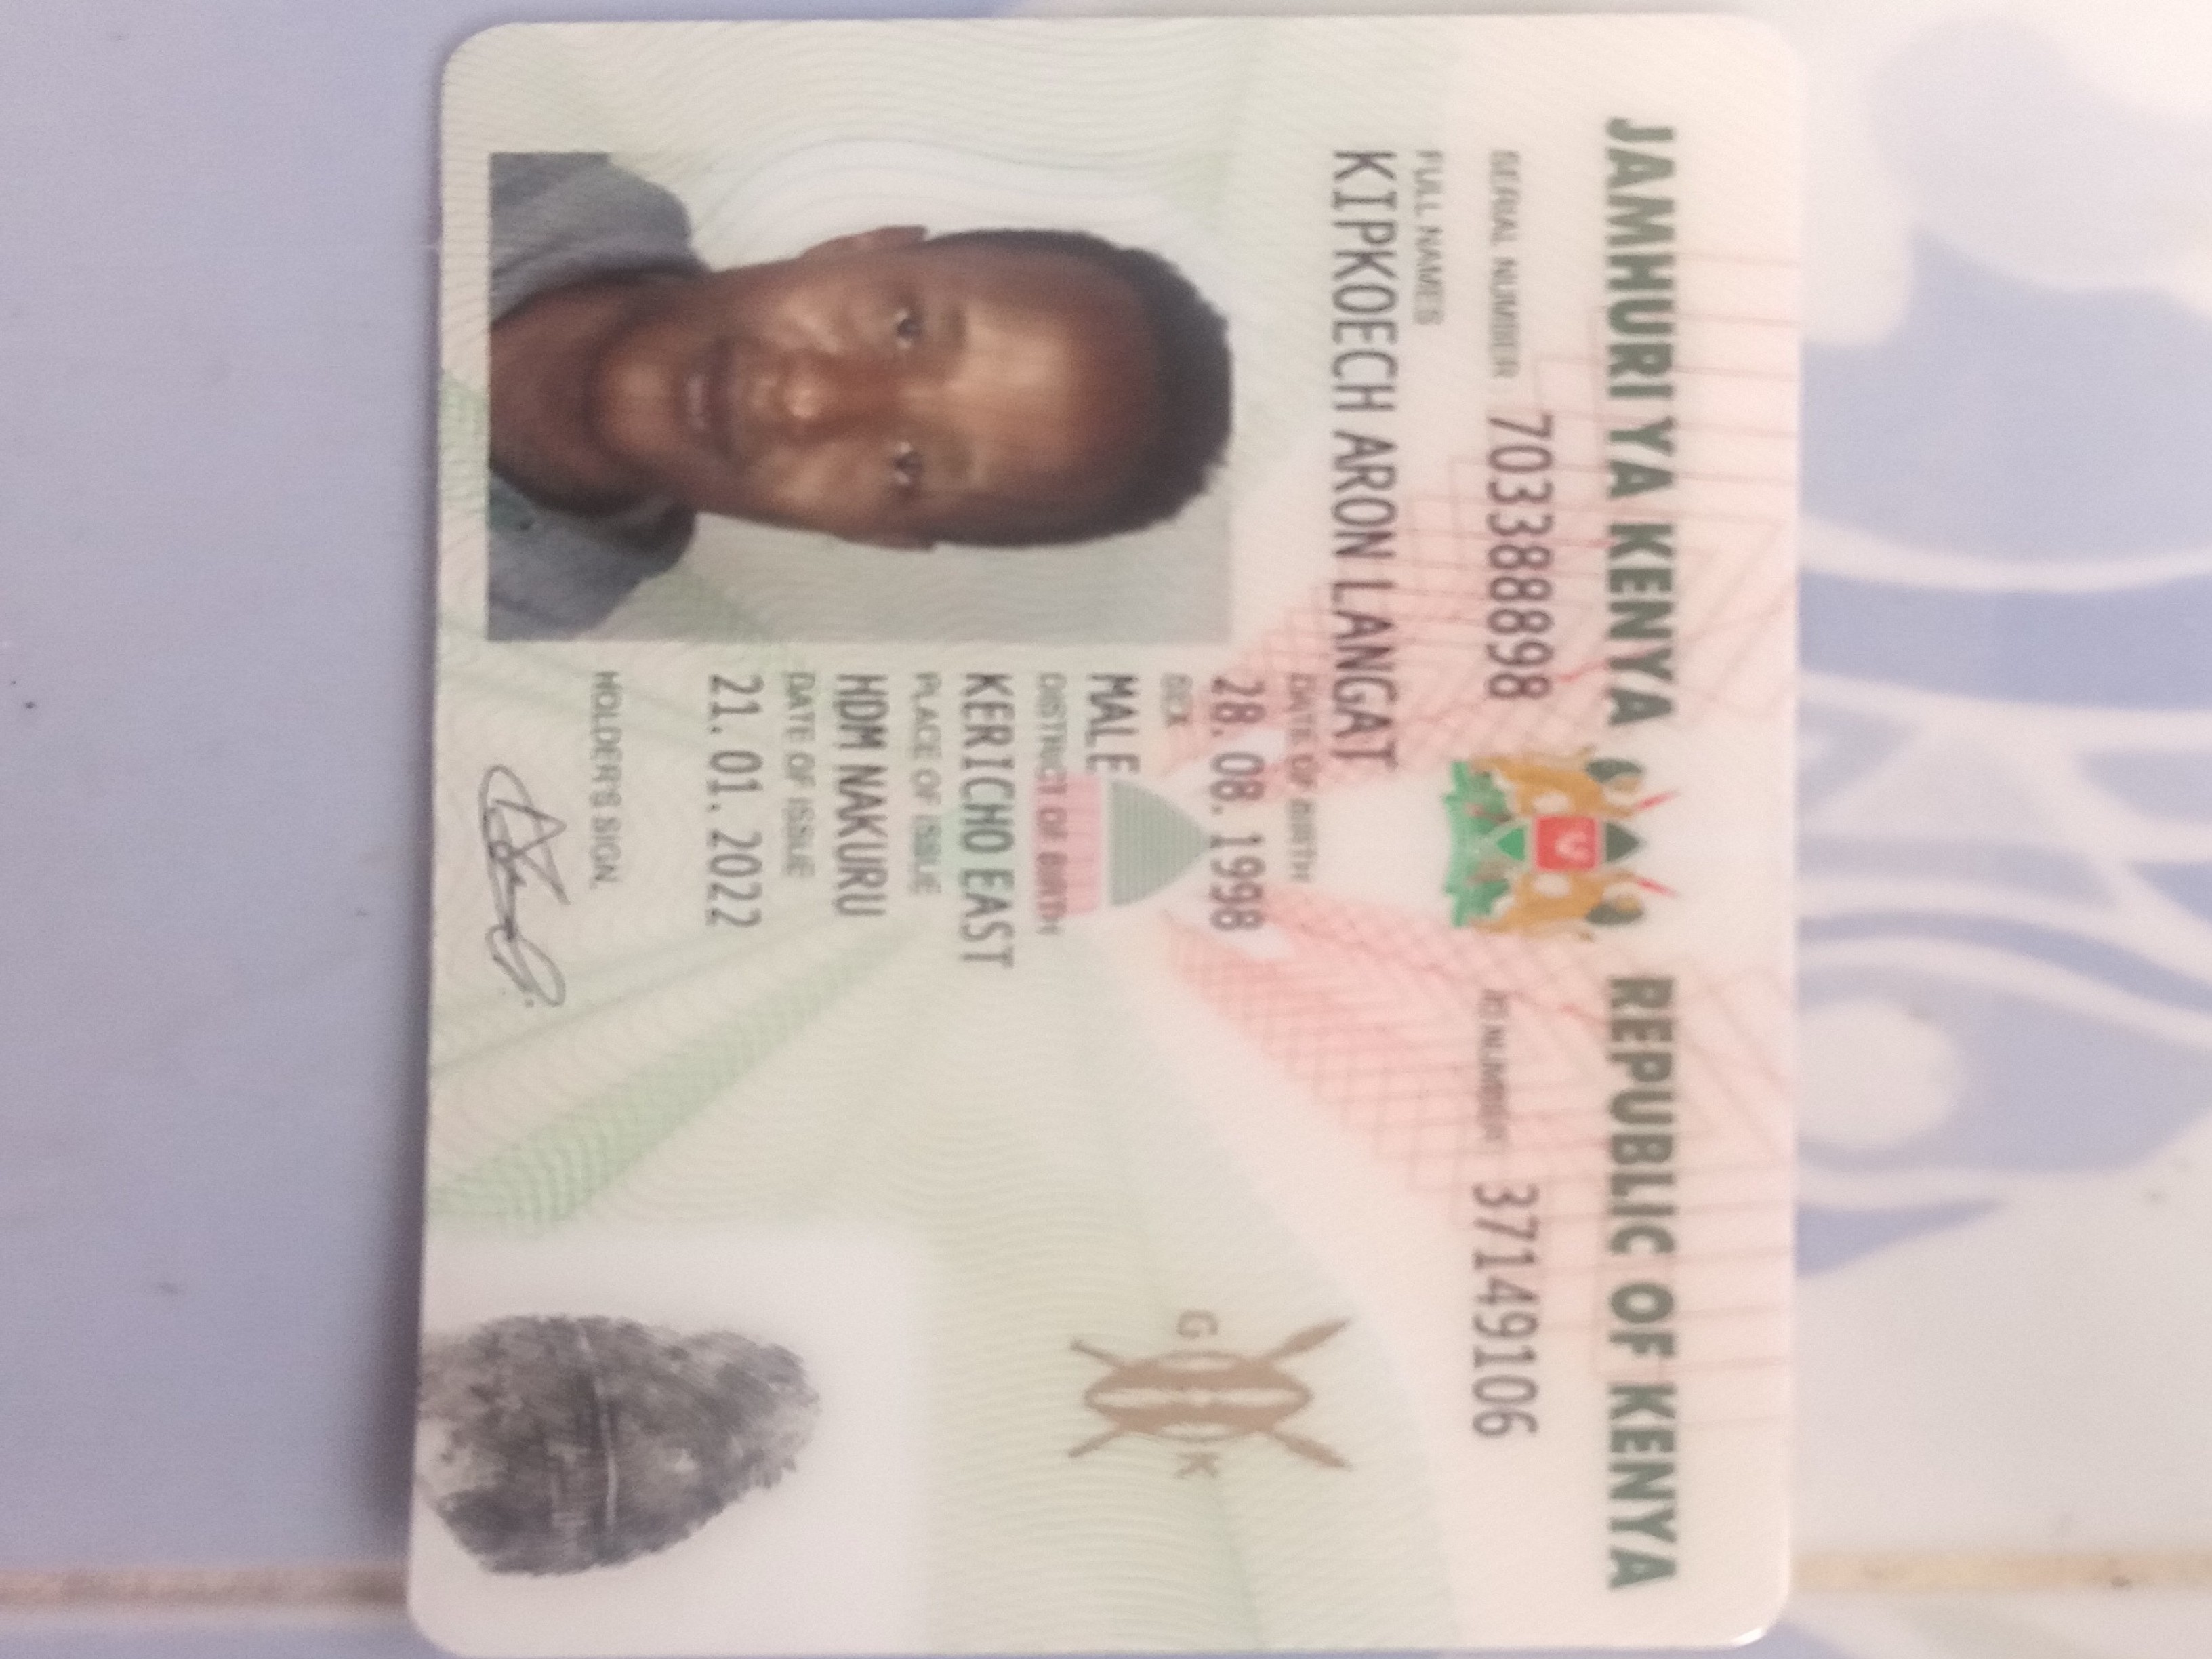 JAMHURI YA KENYA REPUBLIC OF KENYA
SERIAL NUMBER 703388898 ID NUMBER 37149106
FULL NAMES
KIPKOECH ARON LANGAT
DATE OF BIRTH
28. 08. 1998
SEX
MALE
DISTRICT OF BIRTH
KERICHO EAST
PLACE OF ISSUE
HDM NAKURU
DATE OF ISSUE
21. 01. 2022
HOLDER'S SIGN.
G K